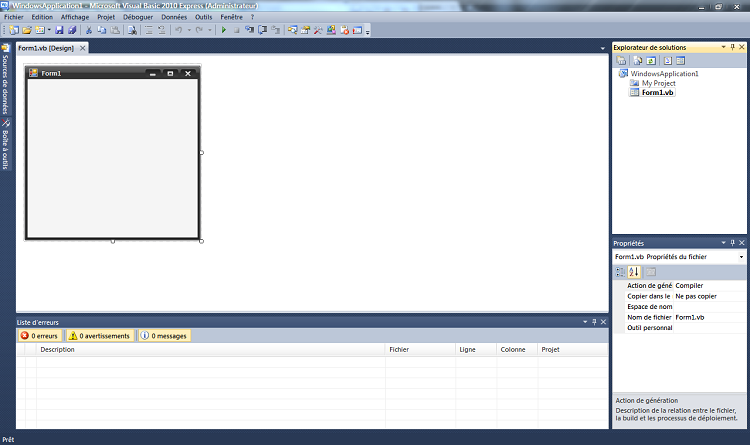 WindowsApplication1 - Microsoft Visual Basic 2010 Express (Administrateur)
Fichier Edition Affichage Projet Déboguer Données Outils Fenêtre ?
Sources de données
Boîte à outils
Form1.vb [Design]
Form1
Explorateur de solutions
WindowsApplication1
My Project
Form1.vb
Propriétés
Form1.vb Propriétés du fichier
Action de géné Compiler
Copier dans le Ne pas copier
Espace de nom
Nom de fichier Form1.vb
Outil personnal
Action de génération
Description de la relation entre le fichier,
la build et les processus de déploiement.
Liste d'erreurs
0 erreurs 0 avertissements 0 messages
Description Fichier Ligne Colonne Projet
Prêt